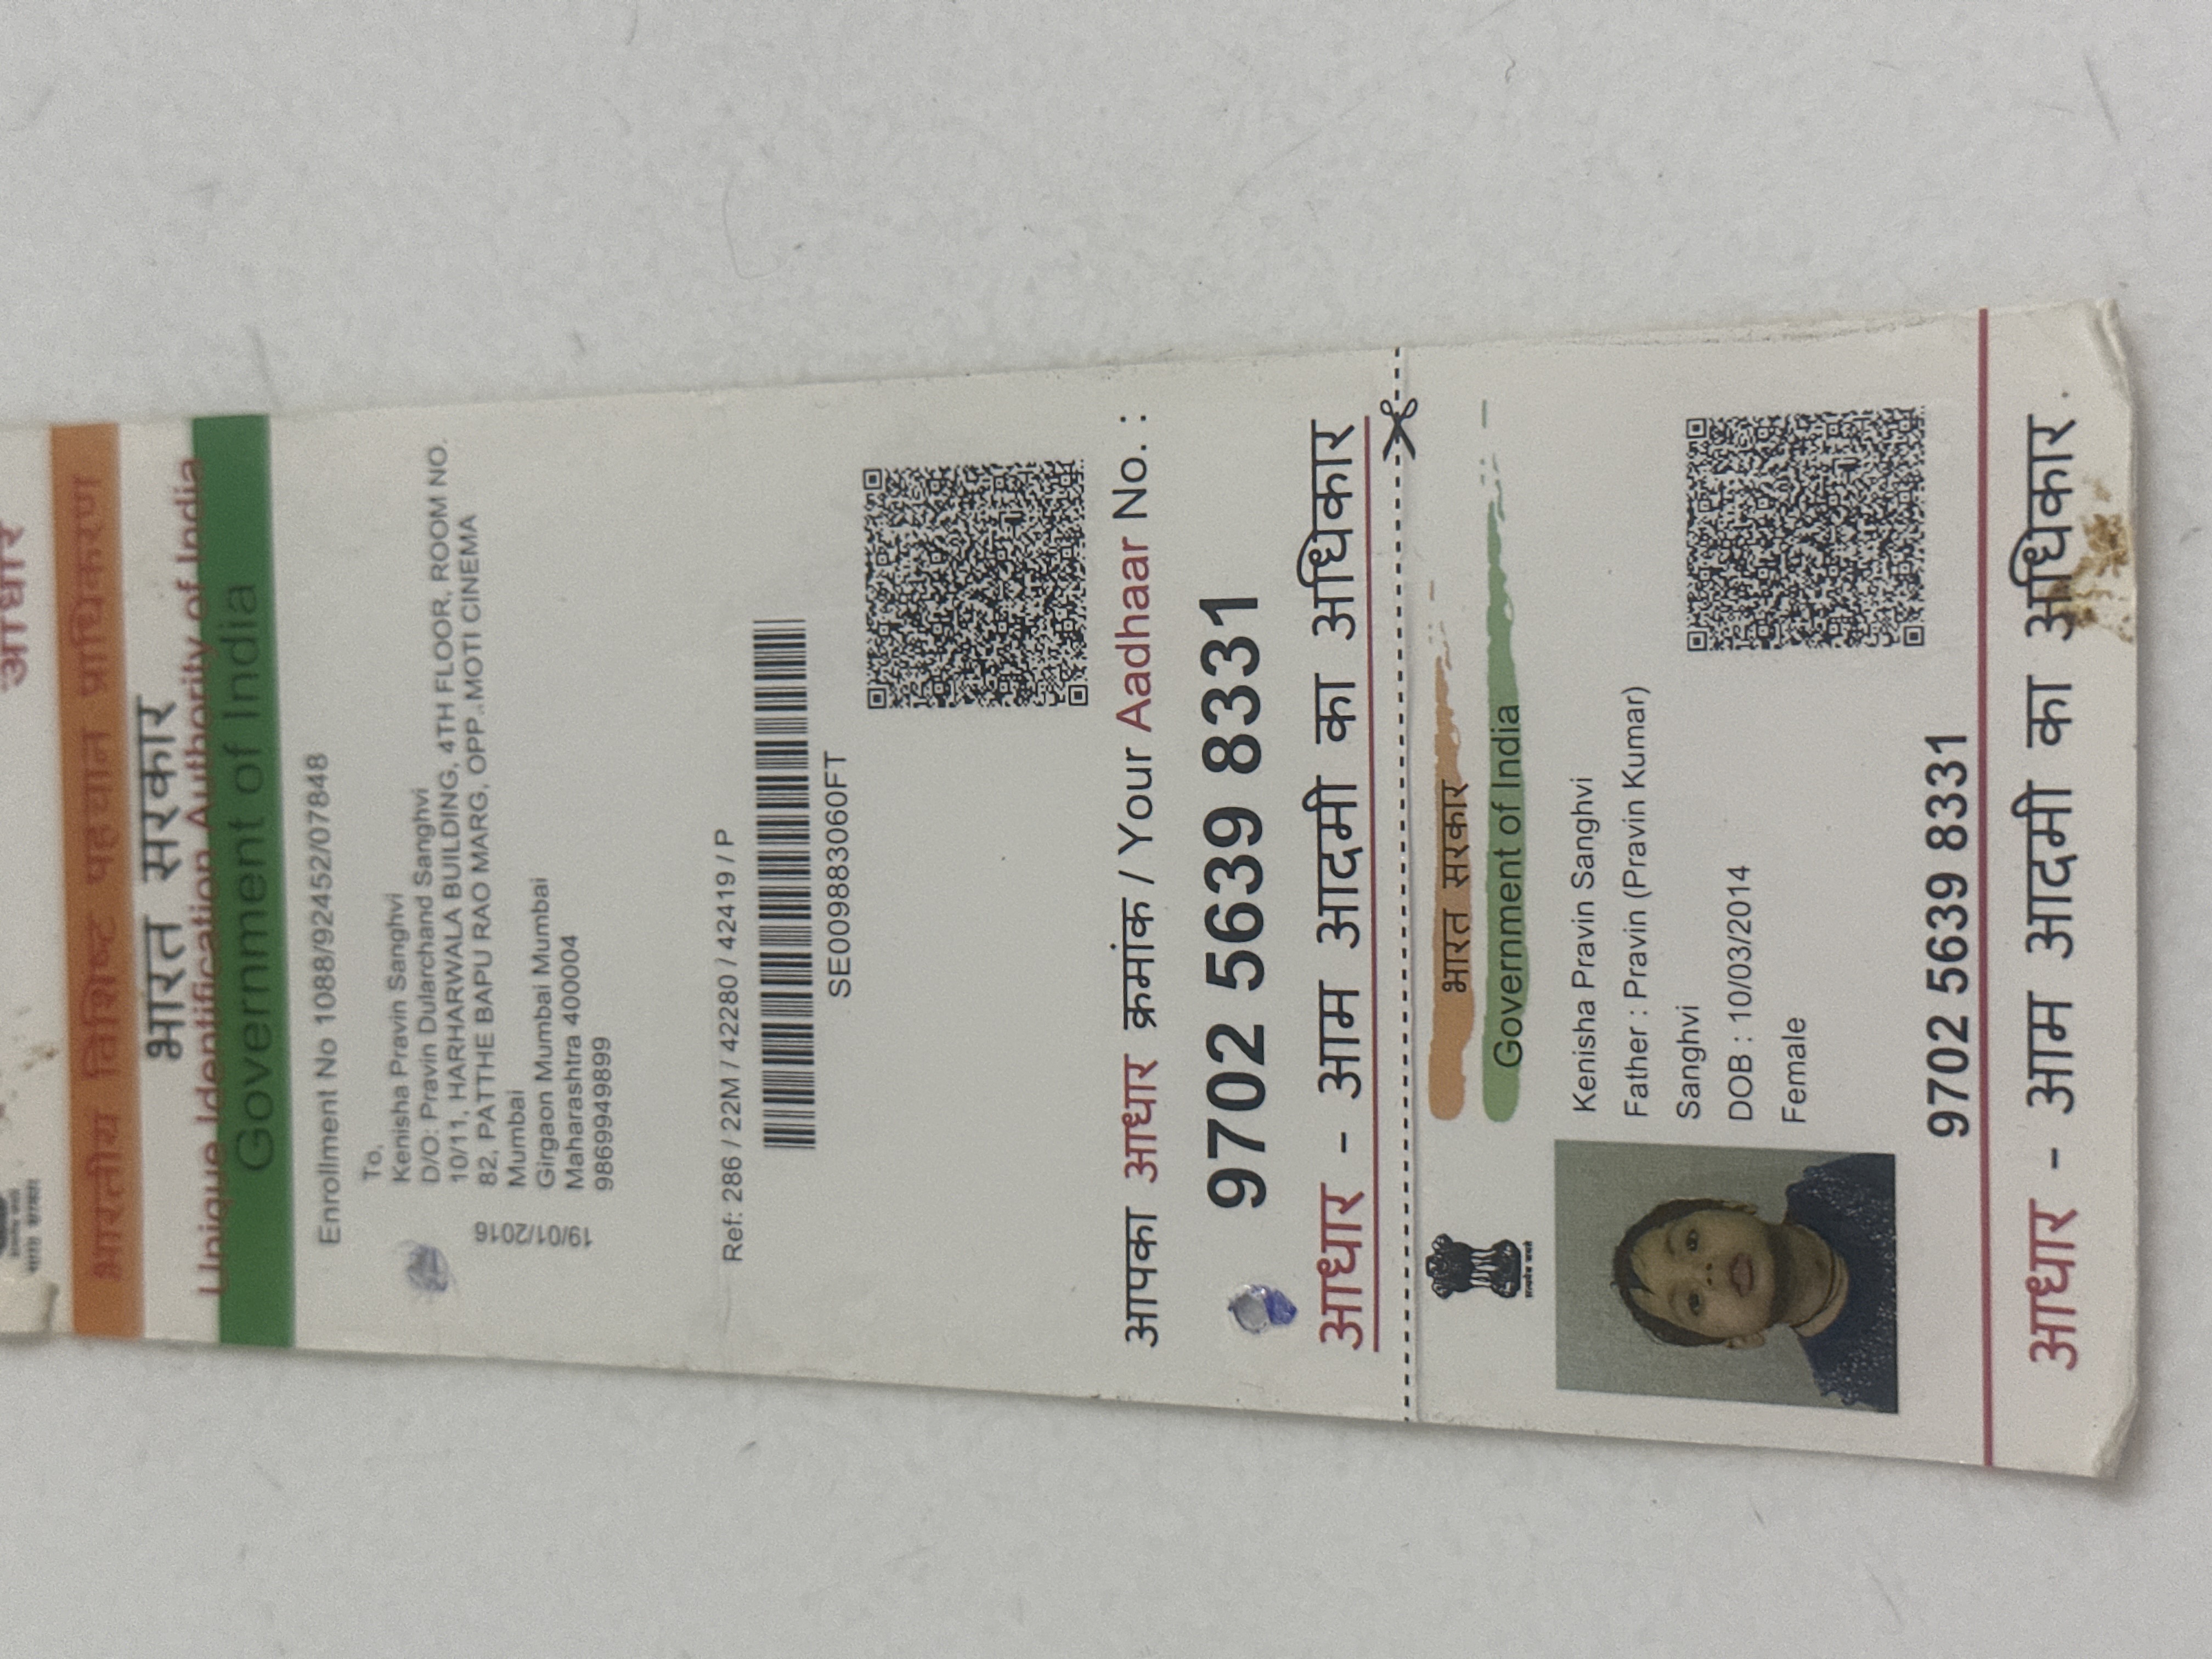 आधार
भारत सरकार
भारतीय विशिष्ट पहचान प्राधिकरण
भारत सरकार
Unique Identification Authority of India
Government of India
Enrollment No 1088/92452/07848
To,
Kenisha Pravin Sanghvi
D/O: Pravin Dularchand Sanghvi
10/11, HARHARWALA BUILDING, 4TH FLOOR, ROOM NO.
82, PATTHE BAPU RAO MARG, OPP..MOTI CINEMA
Mumbai
Girgaon Mumbai Mumbai
Maharashtra 400004
9869949899
19/01/2016
Ref: 286 / 22M / 42280 / 42419 / P
SE009883060FT
आपका आधार क्रमांक / Your Aadhaar No. :
9702 5639 8331
आधार - आम आदमी का अधिकार
सत्यमेव जयते
भारत सरकार
Government of India
Kenisha Pravin Sanghvi
Father : Pravin (Pravin Kumar)
Sanghvi
DOB : 10/03/2014
Female
9702 5639 8331
आधार - आम आदमी का अधिकार